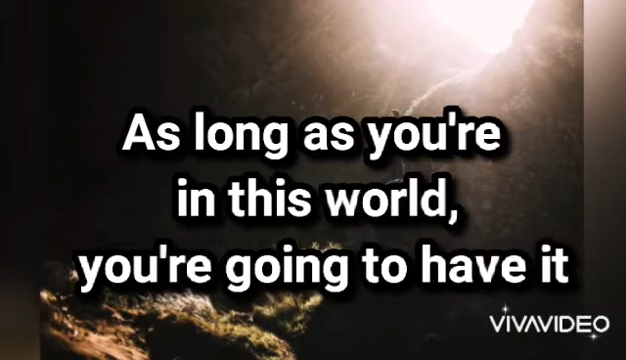 As long as you're
in this world,
you're going to have it
VIVAVIDEO